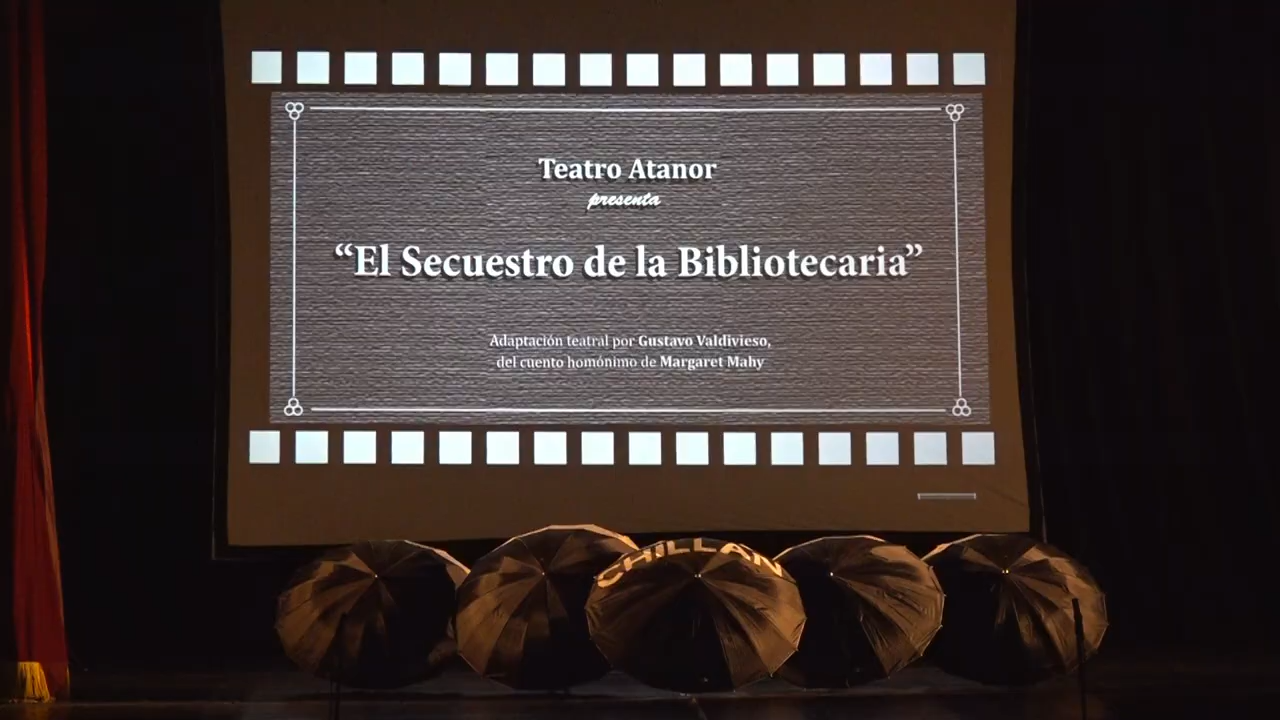 Teatro Atanor
presenta
“El Secuestro de la Bibliotecaria”
Adaptación teatral por Gustavo Valdivieso,
del cuento homónimo de Margaret Mahy
CHILLAN